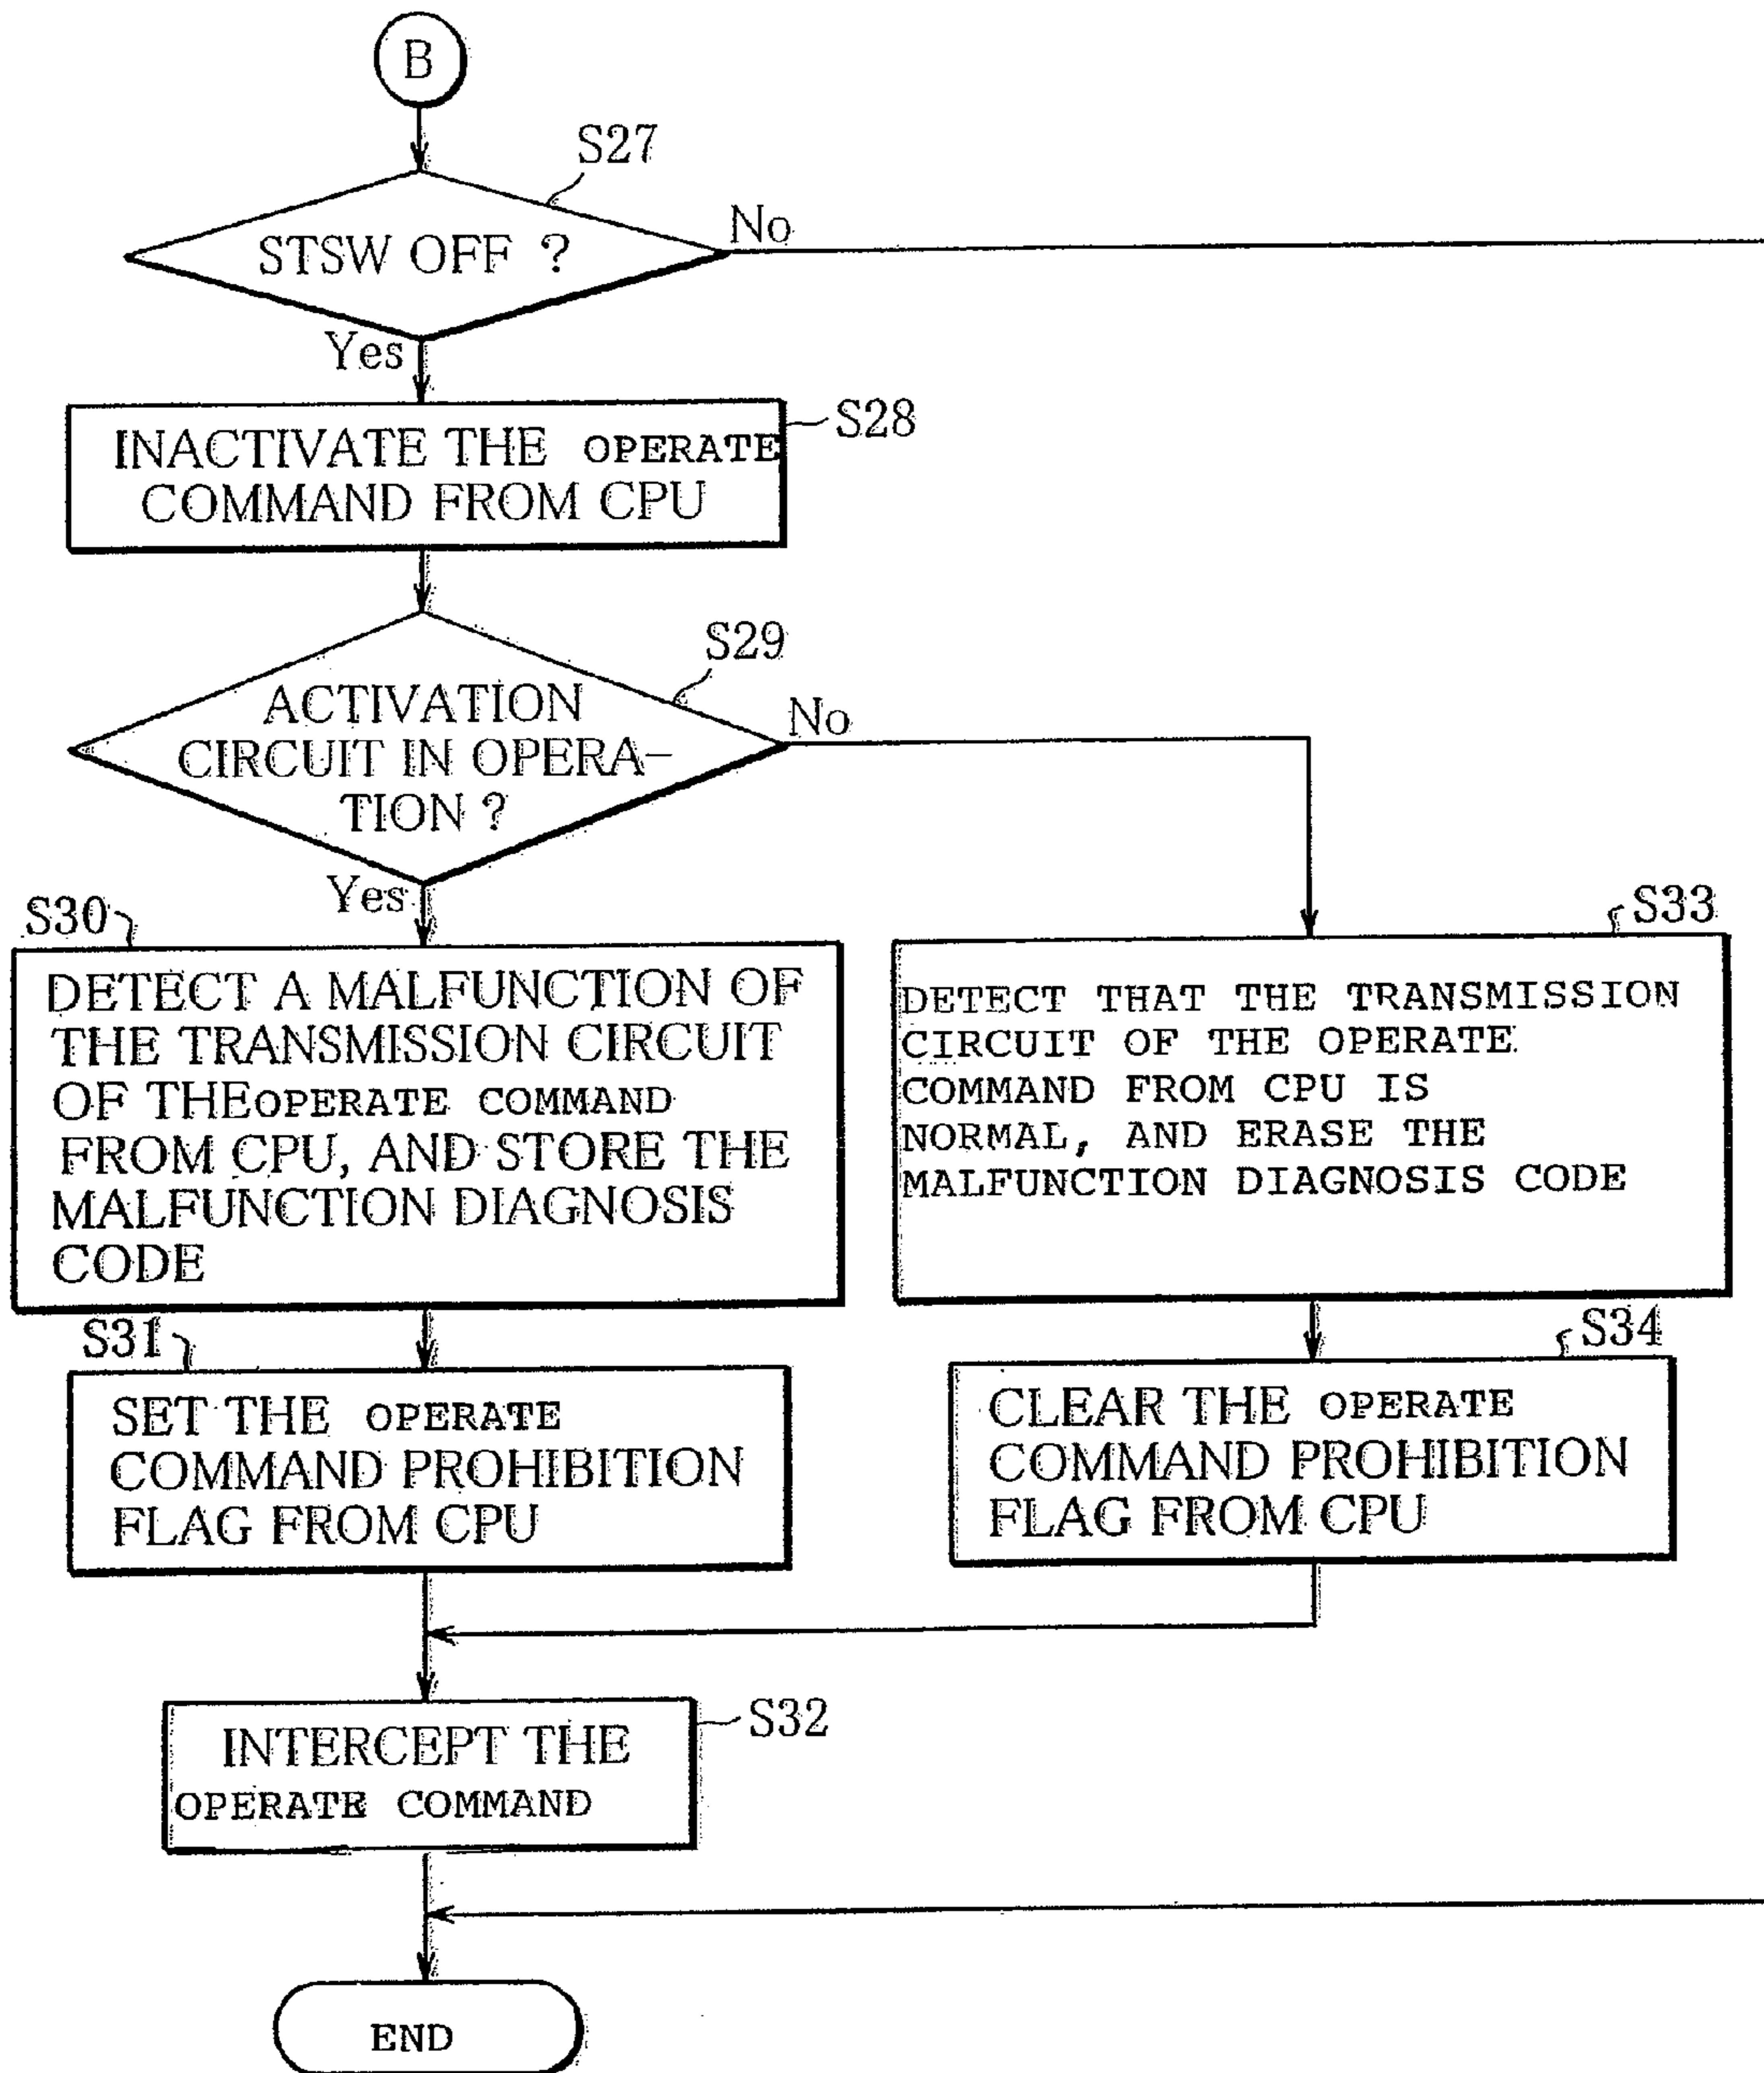 B
S27
STSW OFF ?
No
Yes
S28
INACTIVATE THE OPERATE
COMMAND FROM CPU
S29
ACTIVATION
CIRCUIT IN OPERA-
TION ?
No
Yes
S30
DETECT A MALFUNCTION OF
THE TRANSMISSION CIRCUIT
OF THE OPERATE COMMAND
FROM CPU, AND STORE THE
MALFUNCTION DIAGNOSIS
CODE
S33
DETECT THAT THE TRANSMISSION
CIRCUIT OF THE OPERATE
COMMAND FROM CPU IS
NORMAL, AND ERASE THE
MALFUNCTION DIAGNOSIS CODE
S31
SET THE OPERATE
COMMAND PROHIBITION
FLAG FROM CPU
S34
CLEAR THE OPERATE
COMMAND PROHIBITION
FLAG FROM CPU
S32
INTERCEPT THE
OPERATE COMMAND
END